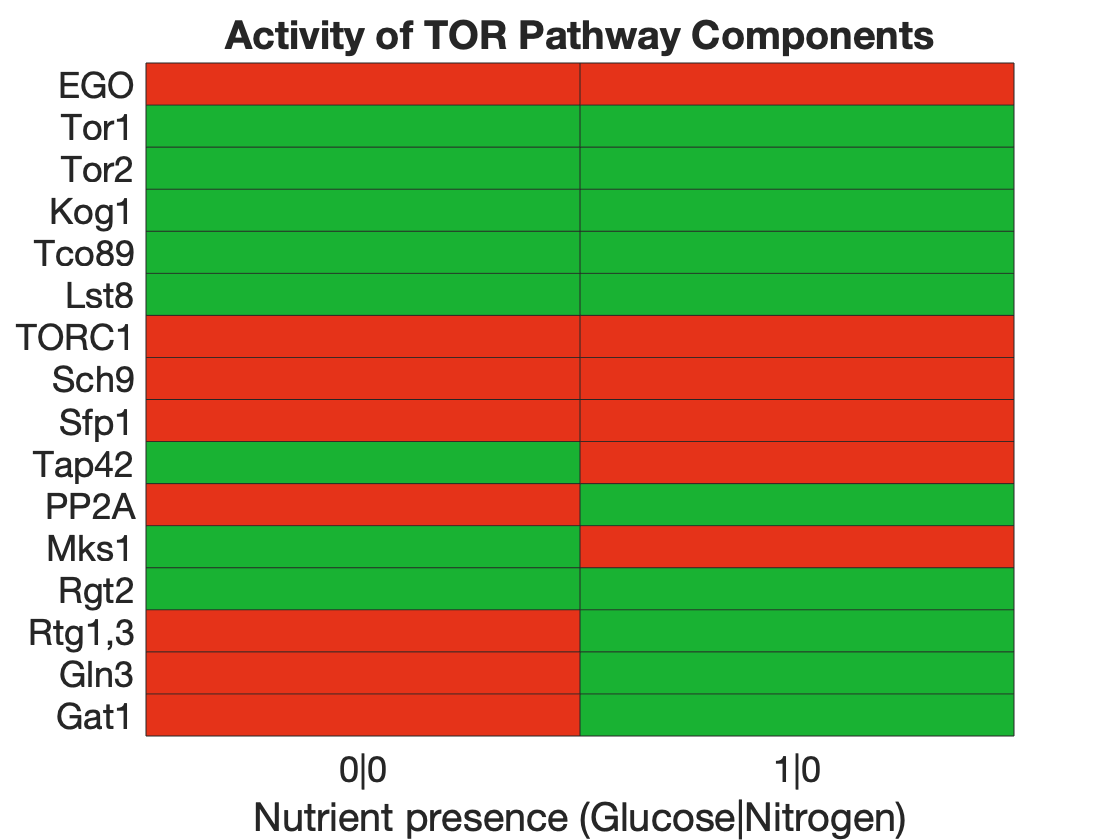 Activity of TOR Pathway Components
EGO
Tor1
Tor2
Kog1
Tco89
Lst8
TORC1
Sch9
Sfp1
Tap42
PP2A
Mks1
Rgt2
Rtg1,3
Gln3
Gat1
0|0 1|0
Nutrient presence (Glucose|Nitrogen)